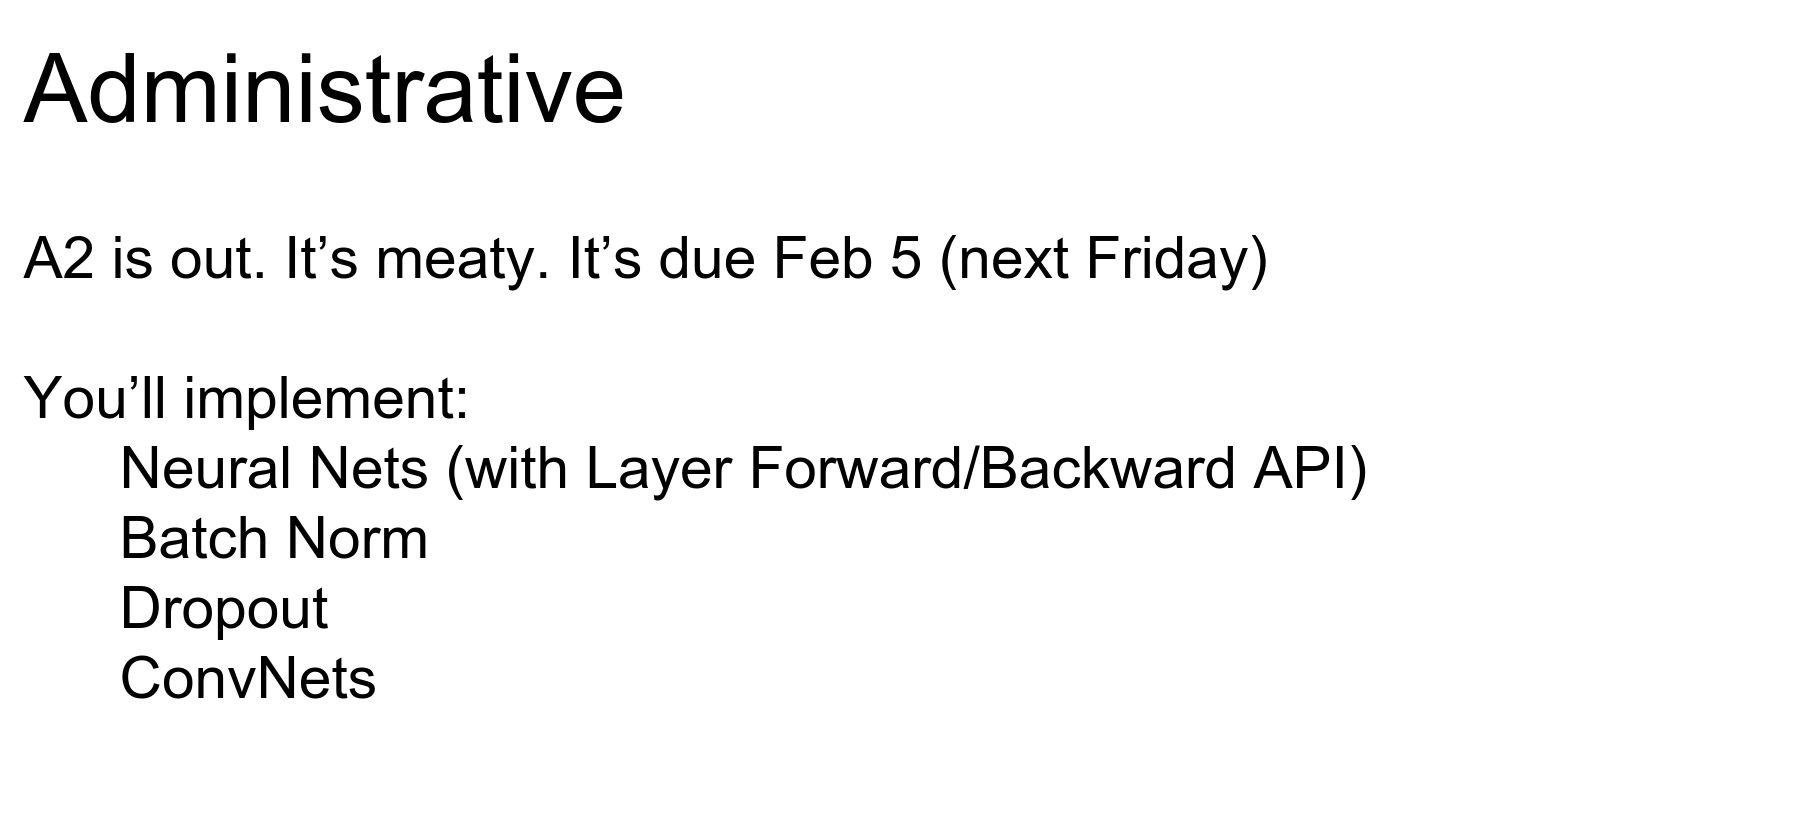 Administrative
A2 is out. It’s meaty. It’s due Feb 5 (next Friday)
You’ll implement:
Neural Nets (with Layer Forward/Backward API)
Batch Norm
Dropout
ConvNets